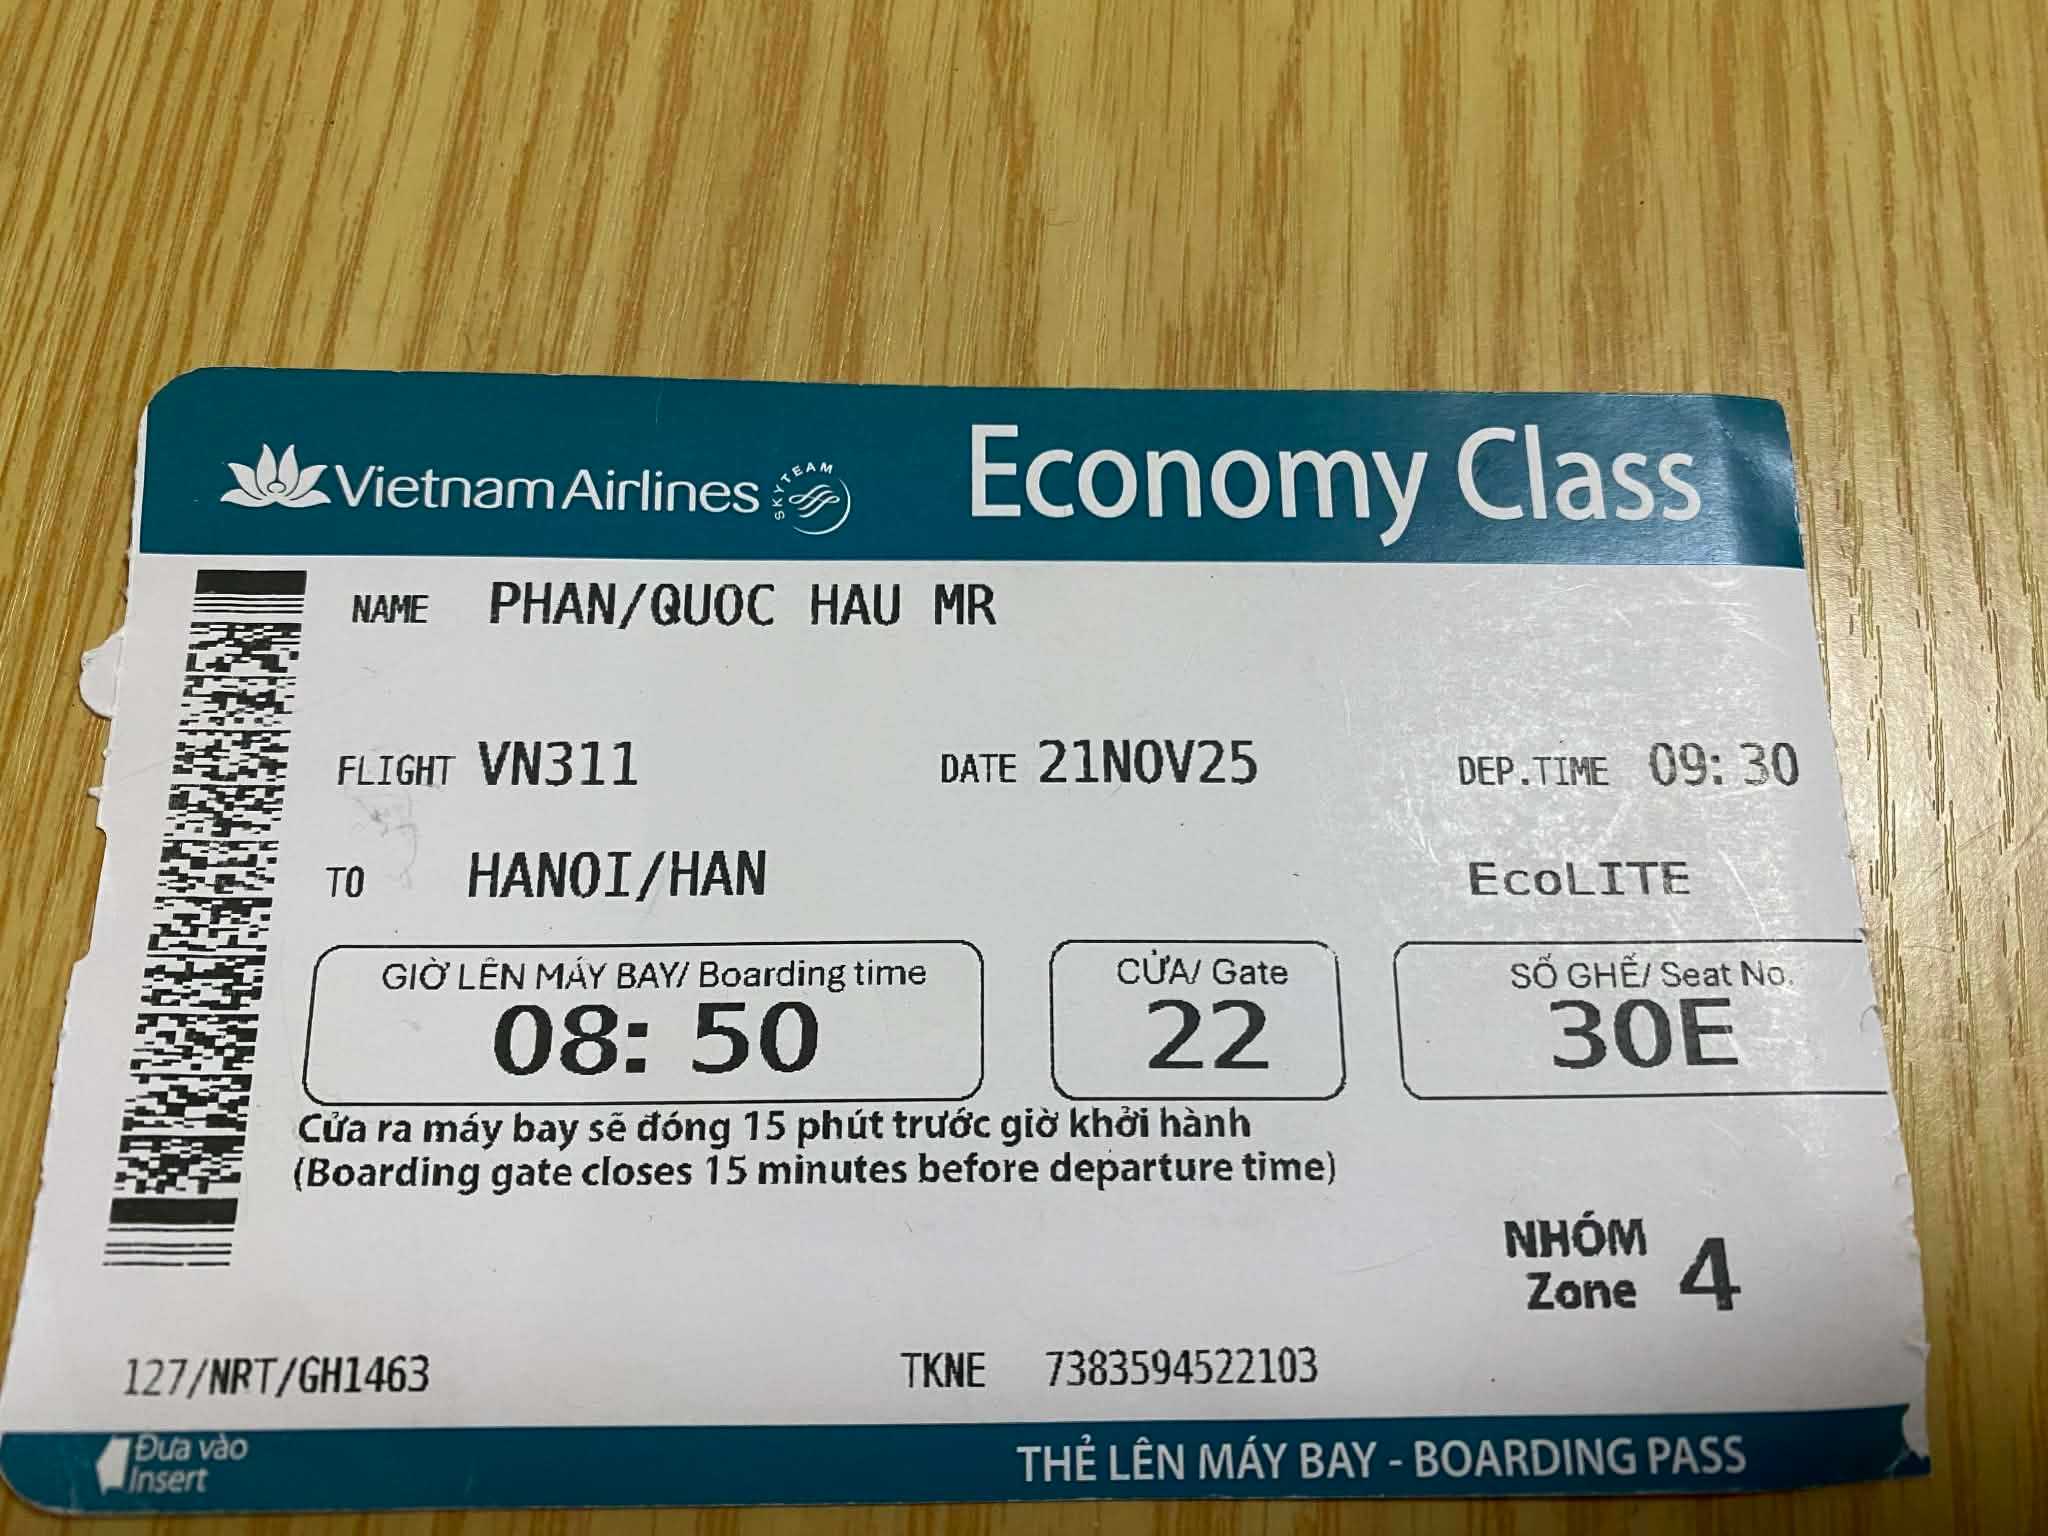 Vietnam Airlines SKYTEAM Economy Class
NAME PHAN/QUOC HAU MR
FLIGHT VN311 DATE 21NOV25 DEP.TIME 09:30
TO HANOI/HAN EcoLITE
GIỜ LÊN MÁY BAY/ Boarding time CỬA/ Gate SỐ GHẾ/ Seat No.
08:50 22 30E
Cửa ra máy bay sẽ đóng 15 phút trước giờ khởi hành
(Boarding gate closes 15 minutes before departure time)
NHÓM
Zone 4
127/NRT/GH1463 TKNE 7383594522103
Đưa vào
Insert
THẺ LÊN MÁY BAY - BOARDING PASS